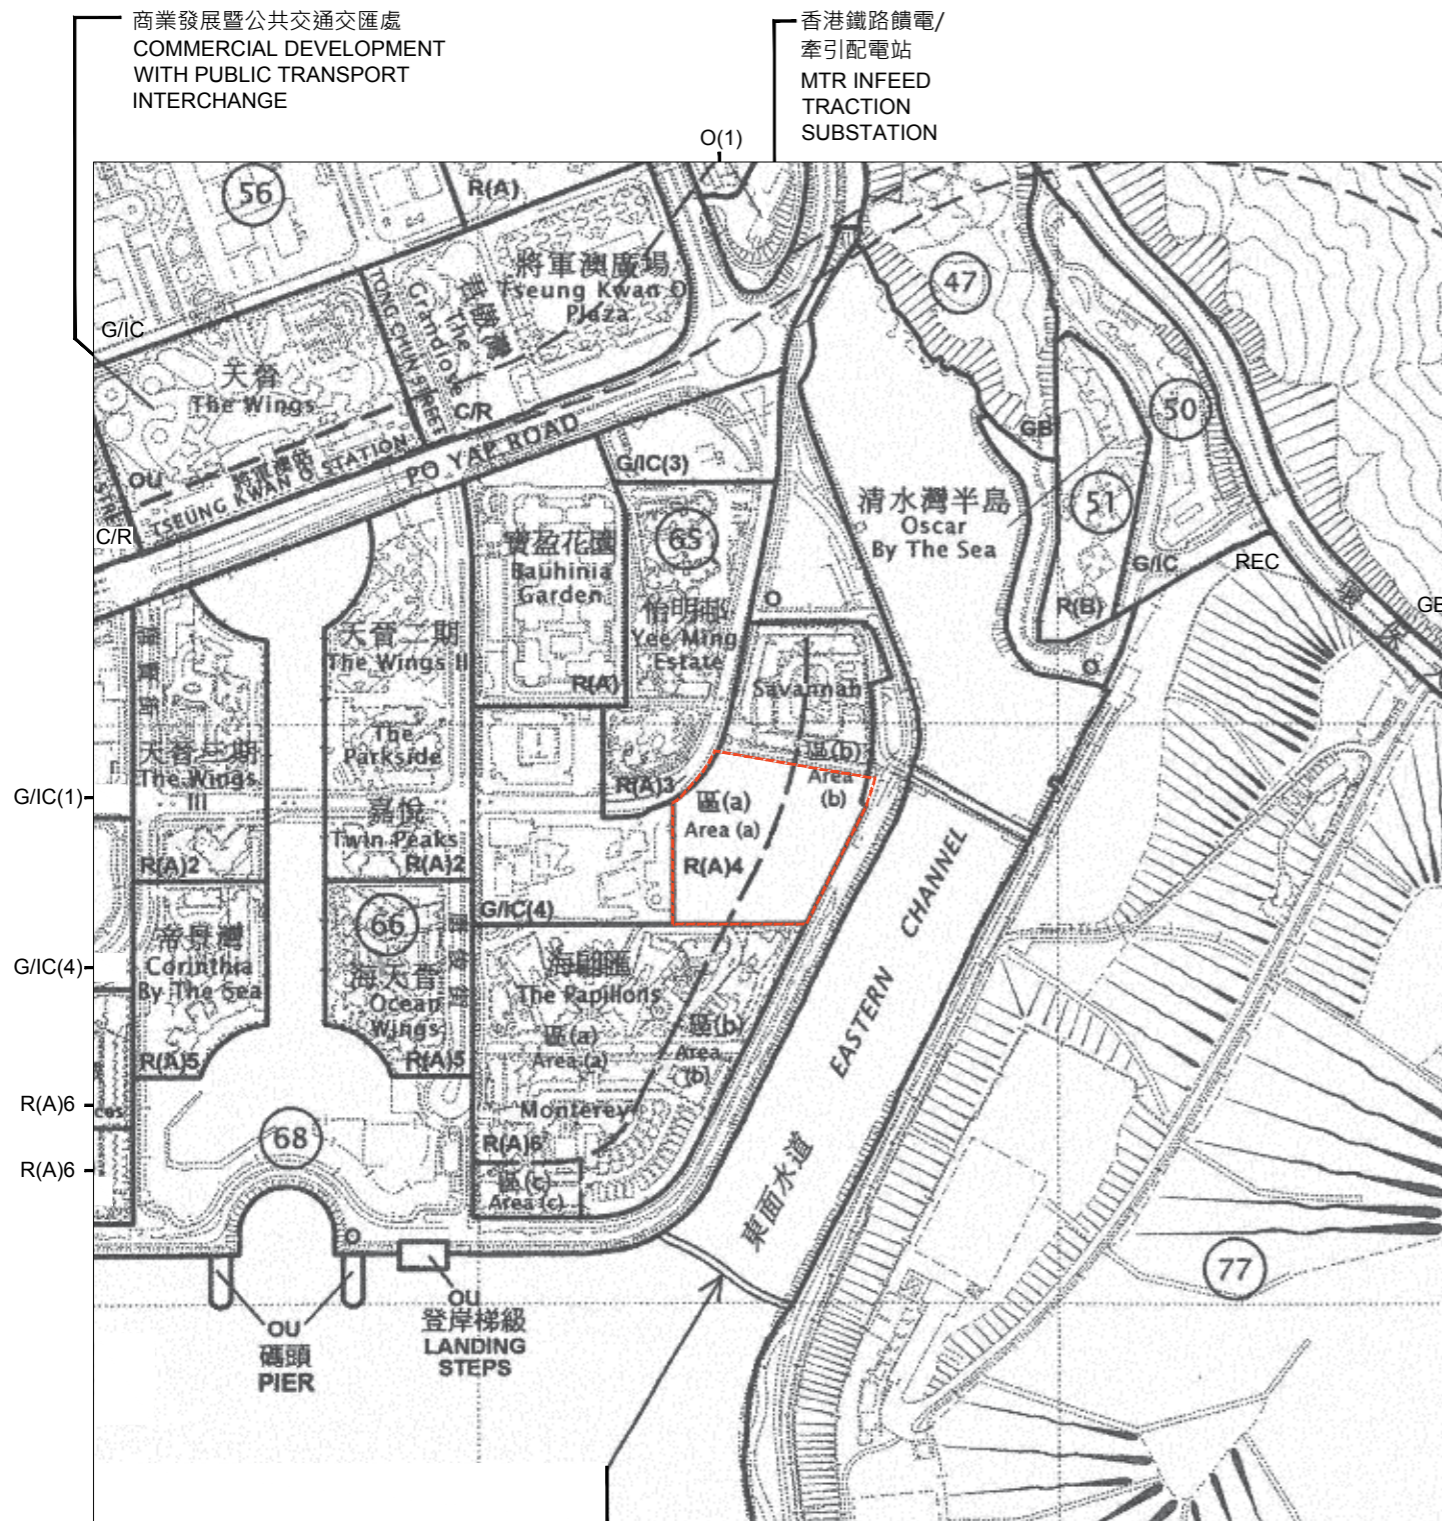 商業發展暨公共交通交匯處
COMMERCIAL DEVELOPMENT
WITH PUBLIC TRANSPORT
INTERCHANGE
香港鐵路饋電/
牽引配電站
MTR INFEED
TRACTION
SUBSTATION
O(1)
56
R(A)
將軍澳廣場
Tseung Kwan O
Plaza
47
G/IC
TONG CHUN STREET
君傲灣
The
Grandiose
天晉
The Wings
C/R
50
GB
G/IC(3)
PO YAP ROAD
OU
將軍澳站
TSEUNG KWAN O STATION
STREET
C/R
清水灣半島
Oscar
By The Sea
51
寶盈花園
Bauhinia
Garden
65
G/IC
REC
R(B)
GB
O
怡明邨
Yee Ming
Estate
天晉二期
The Wings II
R(A)
Savannah
O
The
Parkside
天晉三期
The Wings
III
區(b)
Area
(b)
R(A)3
區(a)
Area (a)
G/IC(1)
嘉悅
Twin Peaks
R(A)2
R(A)2
R(A)4
EASTERN CHANNEL
東面水道
66
G/IC(4)
帝景灣
Corinthia
By The Sea
G/IC(4)
海天晉
Ocean
Wings
海翩匯
The Papillons
區(a)
Area (a)
區(b)
Area
(b)
R(A)5
R(A)5
R(A)6
Monterey
68
R(A)6
R(A)6
區(c)
Area (c)
O
77
OU
碼頭
PIER
OU
登岸梯級
LANDING
STEPS